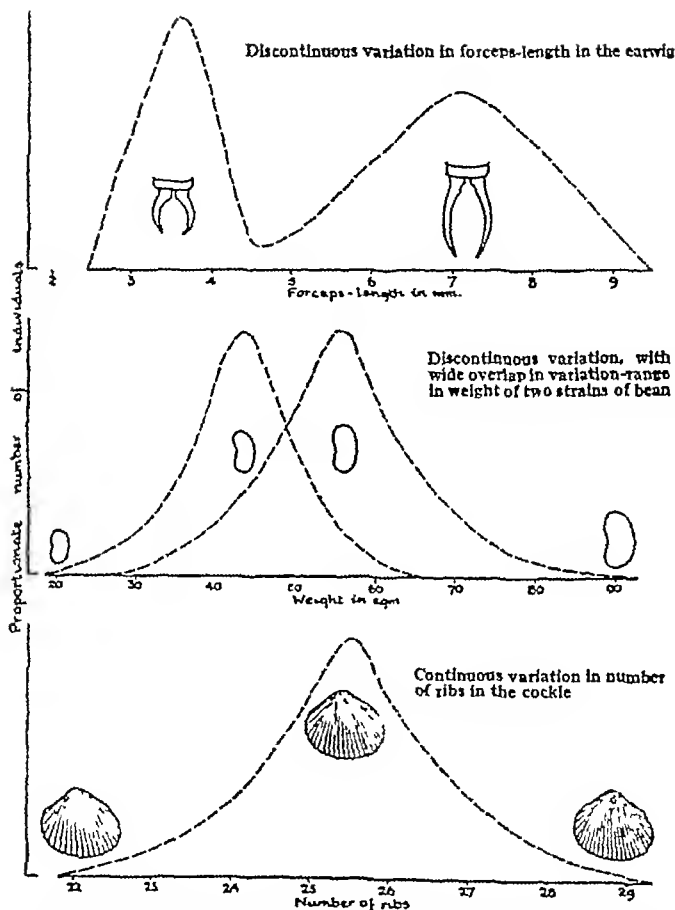 Discontinuous variation in forceps-length in the earwig
2 3 4 5 6 7 8 9
Forceps-length in mm.
Proportionate number of individuals
Discontinuous variation, with
wide overlap in variation-range
in weight of two strains of bean
20 30 40 50 60 70 80 90
Weight in
Continuous variation in number
of ribs in the cockle
22 23 24 25 26 27 28 29
Number of ribs